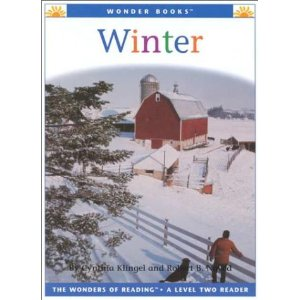 WONDER BOOKS™
Winter
By Cynthia Klingel and Robert B.
THE WONDERS OF READING™ • A LEVEL TWO READER